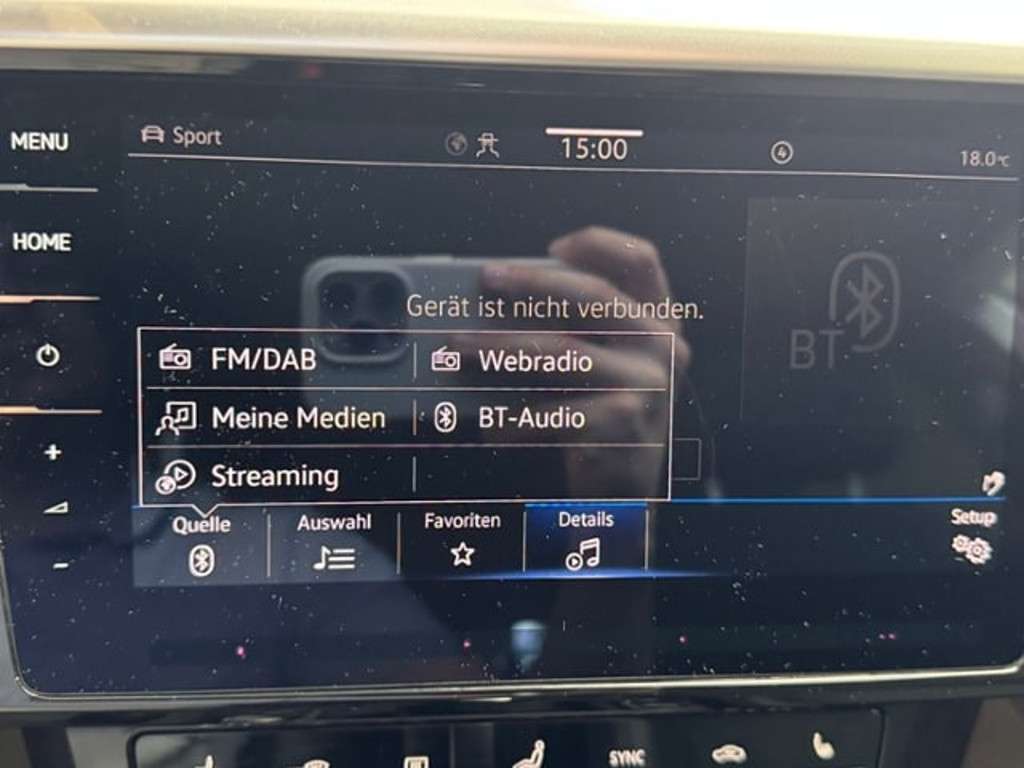 MENU
Sport
15:00
4
18.0°C
HOME
Gerät ist nicht verbunden.
BT
FM/DAB
Webradio
Meine Medien
BT-Audio
Streaming
+
−
Quelle
Auswahl
Favoriten
Details
Setup
SYNC